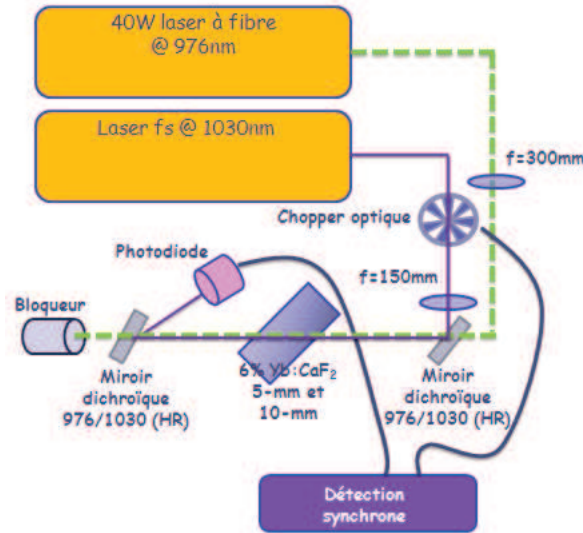 40W laser à fibre
@ 976nm
Laser fs @ 1030nm
f=300mm
Chopper optique
Photodiode
f=150mm
Bloqueur
6% Yb:CaF₂
5-mm et
10-mm
Miroir
dichroïque
976/1030 (HR)
Miroir
dichroïque
976/1030 (HR)
Détection
synchrone